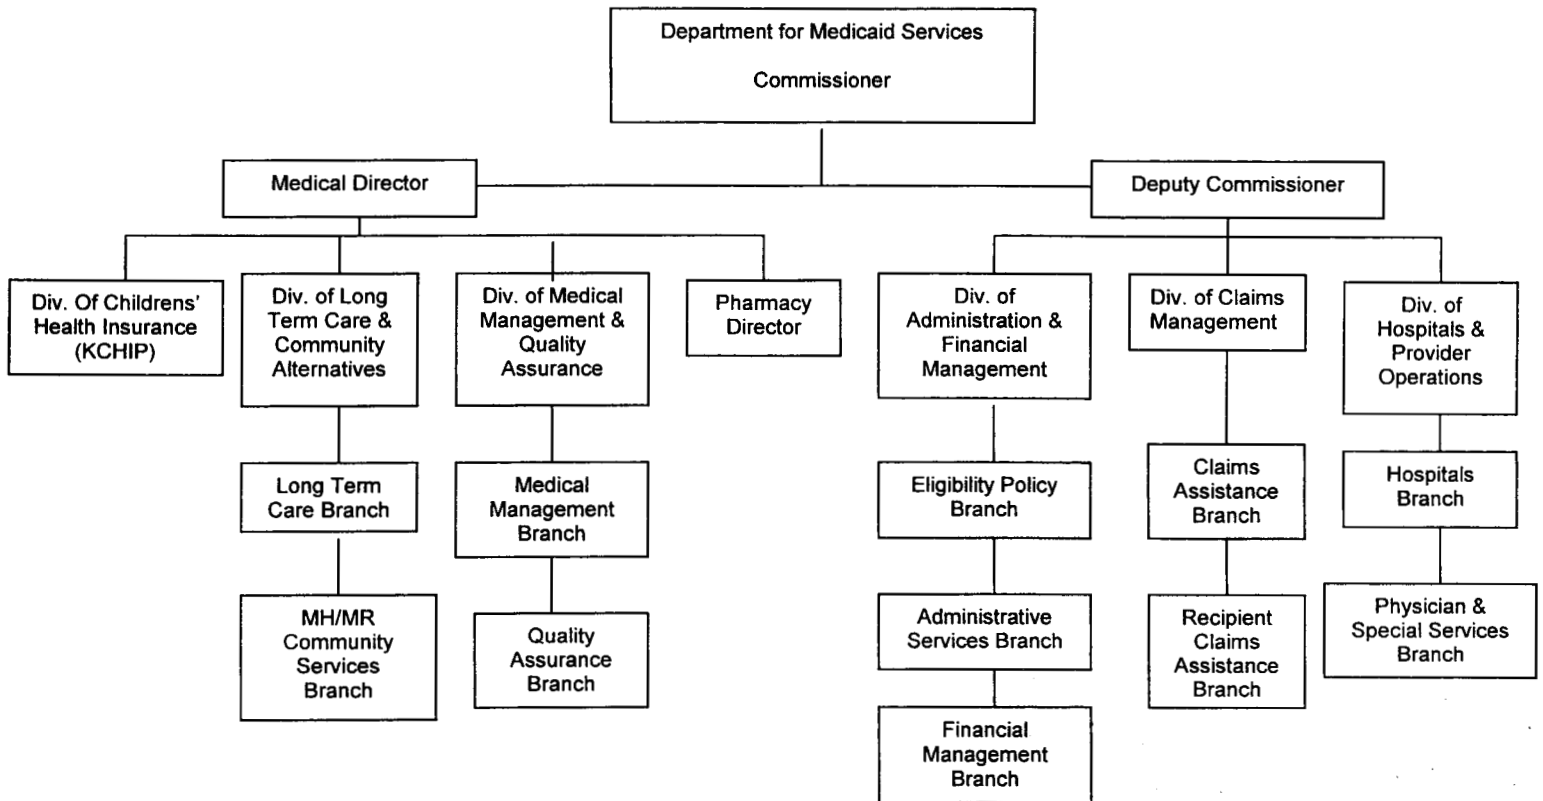 Department for Medicaid Services
Commissioner
Medical Director
Deputy Commissioner
Div. Of Childrens'
Health Insurance
(KCHIP)
Div. of Long
Term Care &
Community
Alternatives
Div. of Medical
Management &
Quality
Assurance
Pharmacy
Director
Div. of
Administration &
Financial
Management
Div. of Claims
Management
Div. of
Hospitals &
Provider
Operations
Long Term
Care Branch
Medical
Management
Branch
Eligibility Policy
Branch
Claims
Assistance
Branch
Hospitals
Branch
MH/MR
Community
Services
Branch
Quality
Assurance
Branch
Administrative
Services Branch
Recipient
Claims
Assistance
Branch
Physician &
Special Services
Branch
Financial
Management
Branch